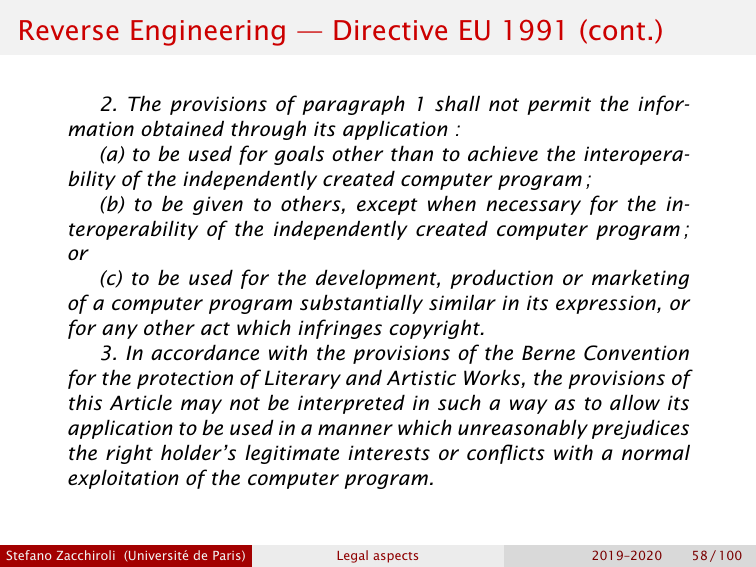 Reverse Engineering — Directive EU 1991 (cont.)
2. The provisions of paragraph 1 shall not permit the infor-
mation obtained through its application :
(a) to be used for goals other than to achieve the interopera-
bility of the independently created computer program ;
(b) to be given to others, except when necessary for the in-
teroperability of the independently created computer program ;
or
(c) to be used for the development, production or marketing
of a computer program substantially similar in its expression, or
for any other act which infringes copyright.
3. In accordance with the provisions of the Berne Convention
for the protection of Literary and Artistic Works, the provisions of
this Article may not be interpreted in such a way as to allow its
application to be used in a manner which unreasonably prejudices
the right holder’s legitimate interests or conflicts with a normal
exploitation of the computer program.
Stefano Zacchiroli (Université de Paris) Legal aspects 2019–2020 58 / 100